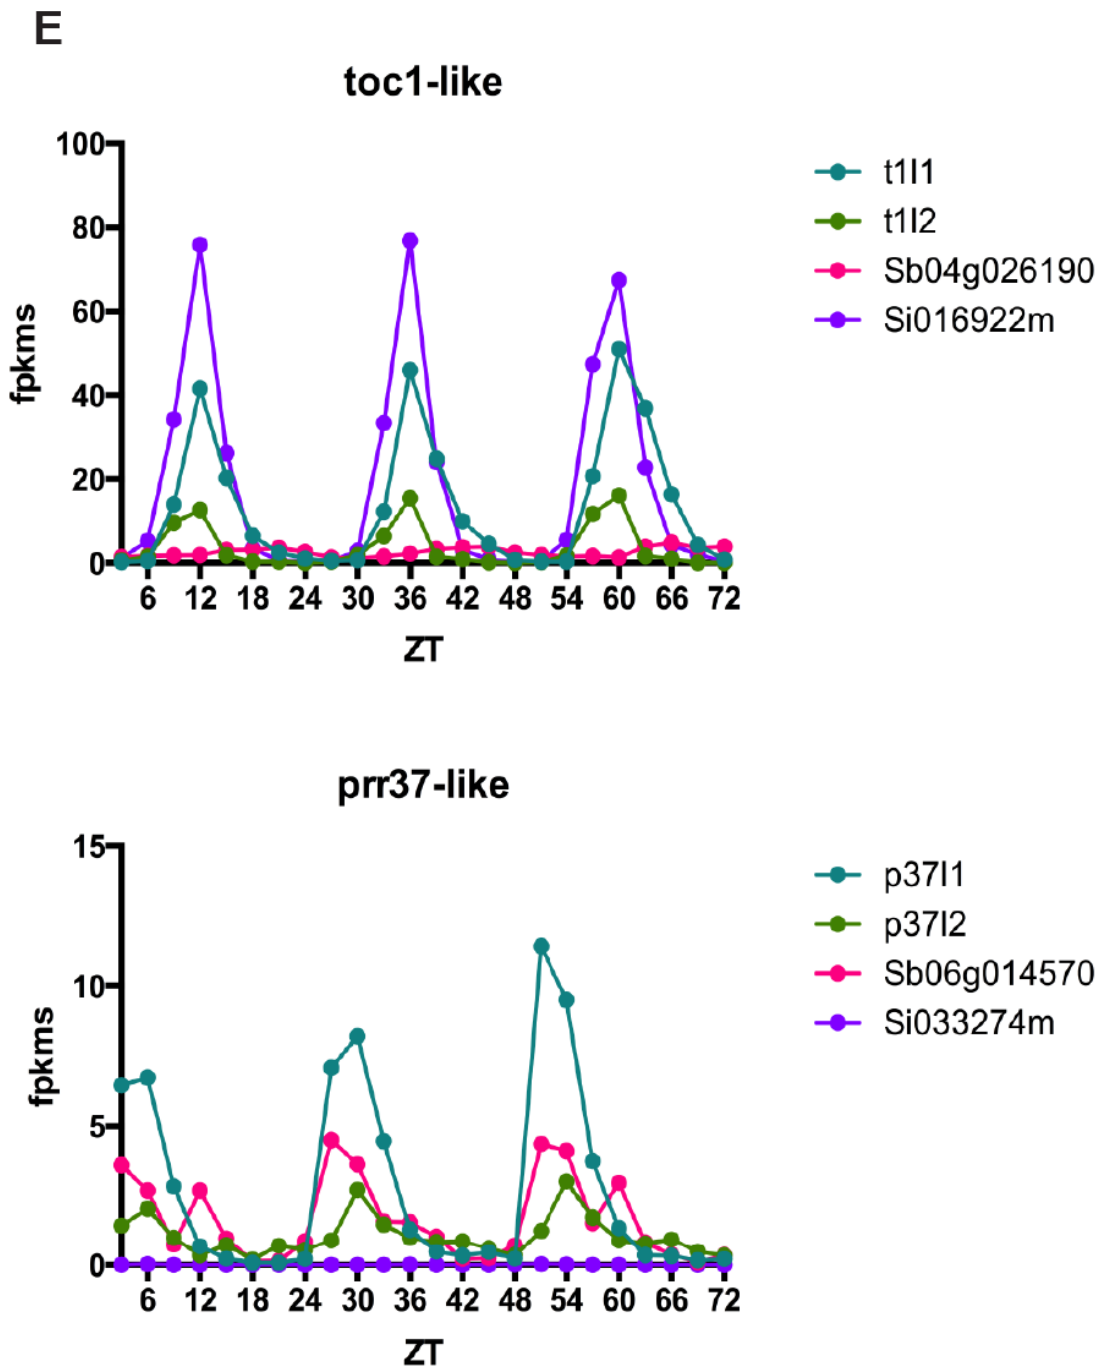 E
toc1-like
100
80
60
40
20
0
fpkms
6 12 18 24 30 36 42 48 54 60 66 72
ZT
t1l1
t1l2
Sb04g026190
Si016922m
prr37-like
15
10
5
0
fpkms
6 12 18 24 30 36 42 48 54 60 66 72
ZT
p37l1
p37l2
Sb06g014570
Si033274m